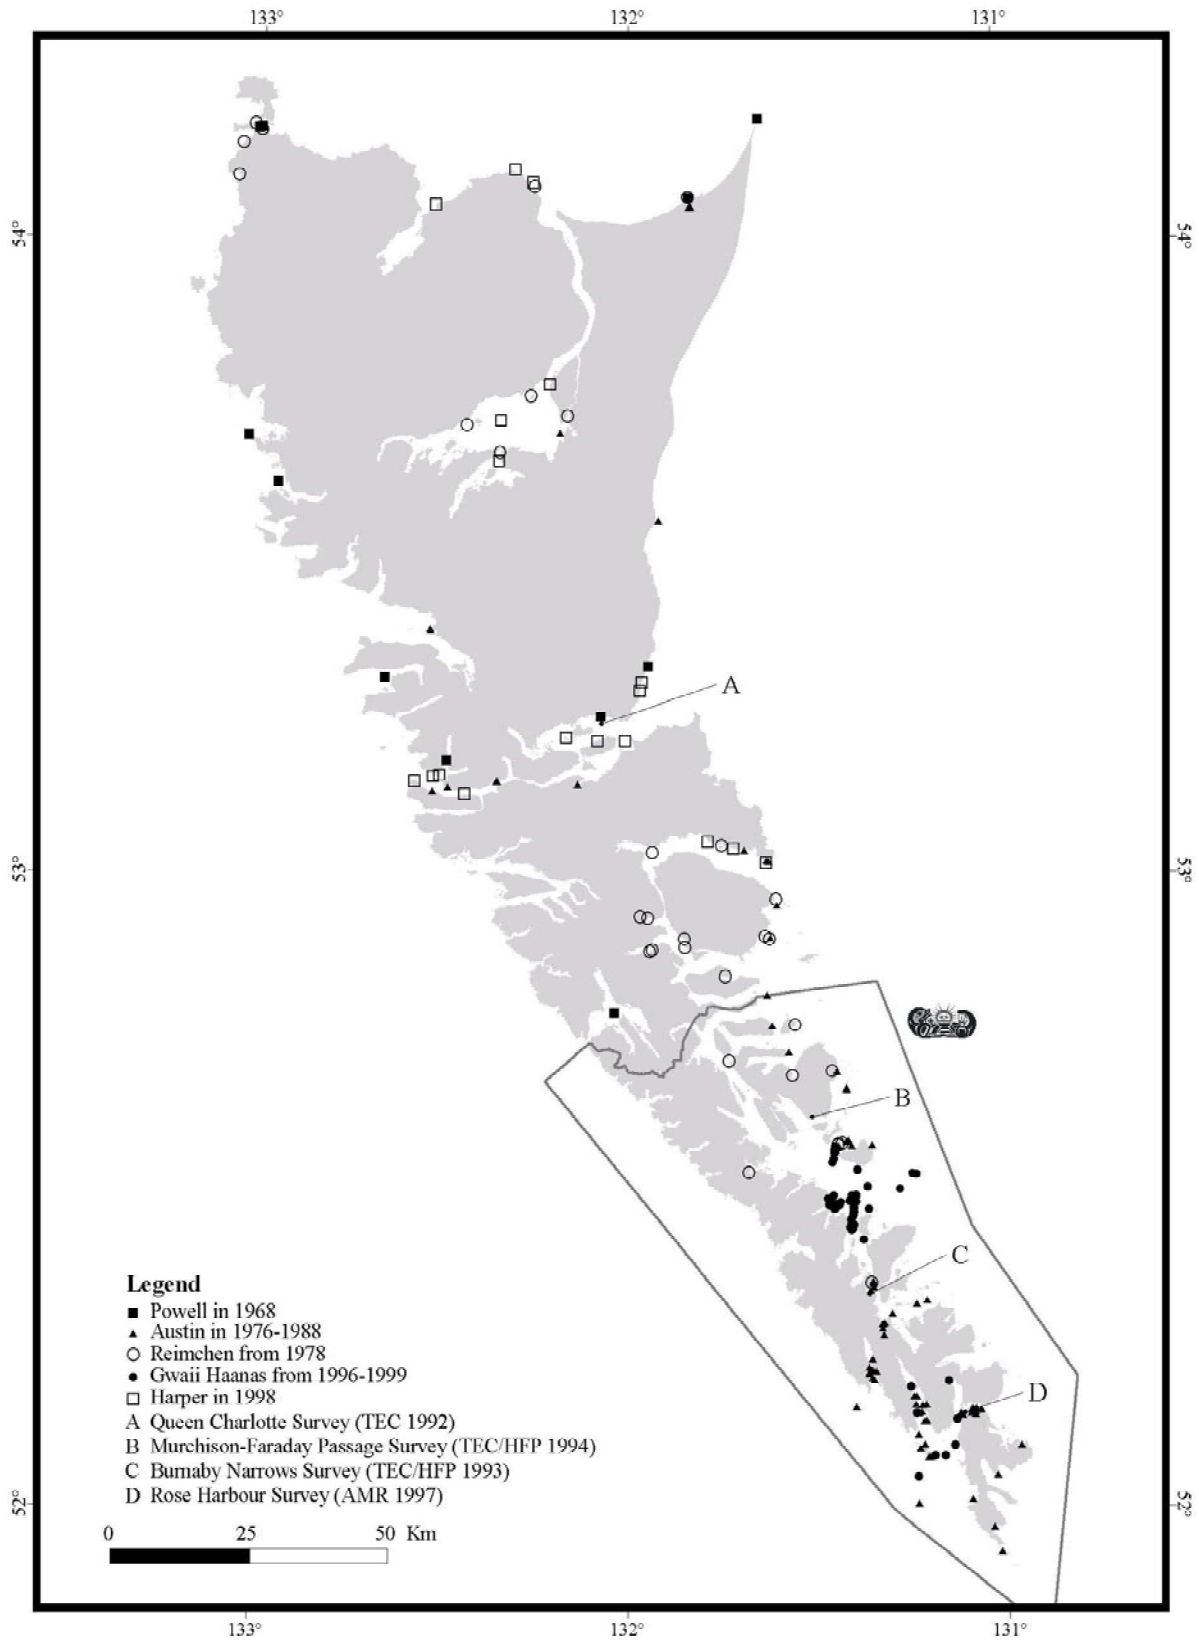 133° 132° 131°
54° 54°
A
53° 53°
B
C
Legend
Powell in 1968
Austin in 1976-1988
Reimchen from 1978
Gwaii Haanas from 1996-1999
D
Harper in 1998
A Queen Charlotte Survey (TEC 1992)
B Murchison-Faraday Passage Survey (TEC/HFP 1994)
C Burnaby Narrows Survey (TEC/HFP 1993)
D Rose Harbour Survey (AMR 1997)
52° 52°
0 25 50 Km
133° 132° 131°